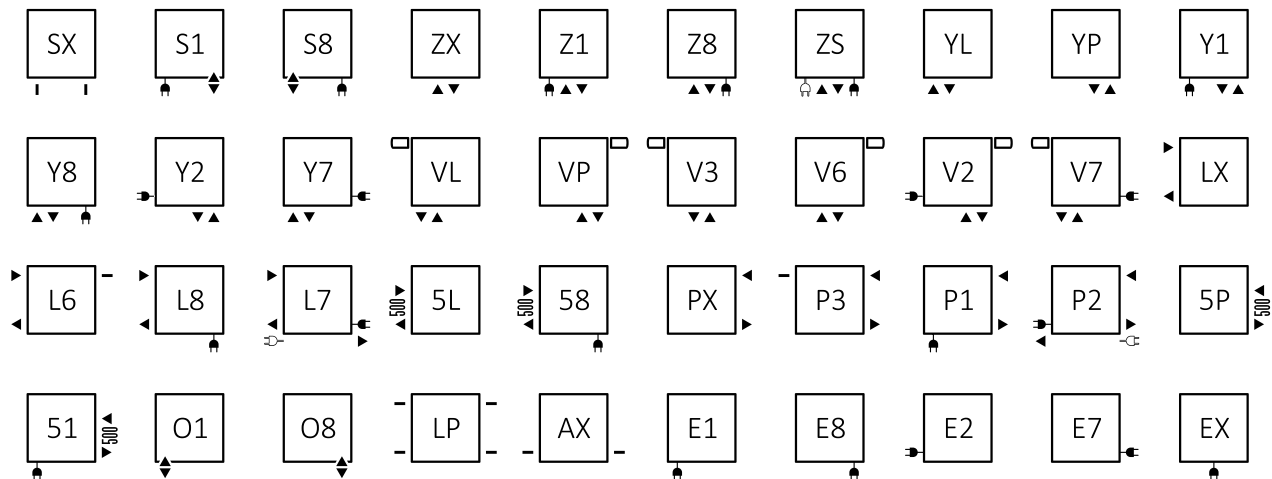 SX S1 S8 ZX Z1 Z8 ZS YL YP Y1
Y8 Y2 Y7 VL VP V3 V6 V2 V7 LX
L6 L8 L7 500 5L 500 58 PX P3 P1 P2 5P 500
51 500 O1 O8 LP AX E1 E8 E2 E7 EX